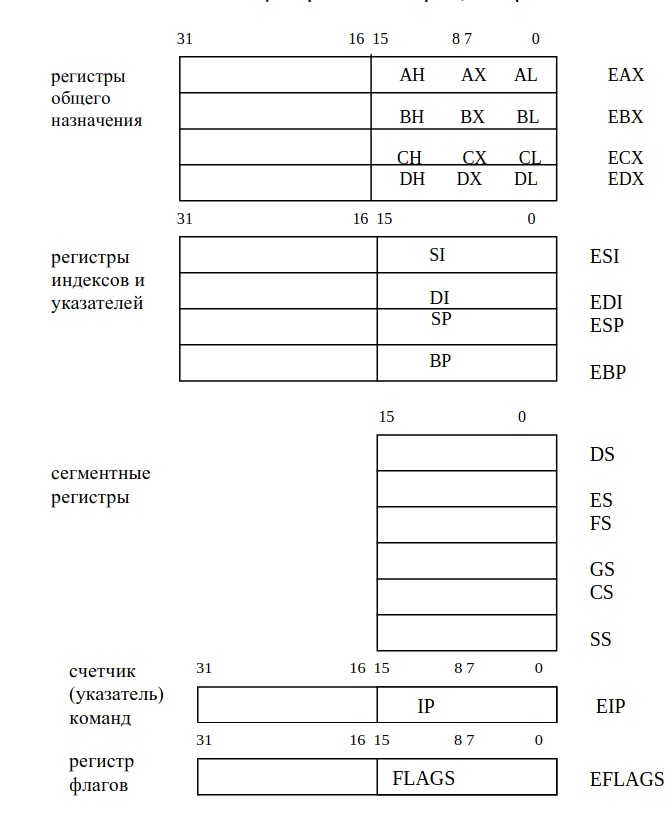 31 16 15 8 7 0
регистры AH AX AL EAX
общего
назначения BH BX BL EBX
CH CX CL ECX
DH DX DL EDX
31 16 15 0
регистры SI ESI
индексов и
указателей DI EDI
SP ESP
BP EBP
15 0
DS
сегментные
регистры ES
FS
GS
CS
SS
счетчик 31 16 15 8 7 0
(указатель)
команд IP EIP
31 16 15 8 7 0
регистр
флагов FLAGS EFLAGS